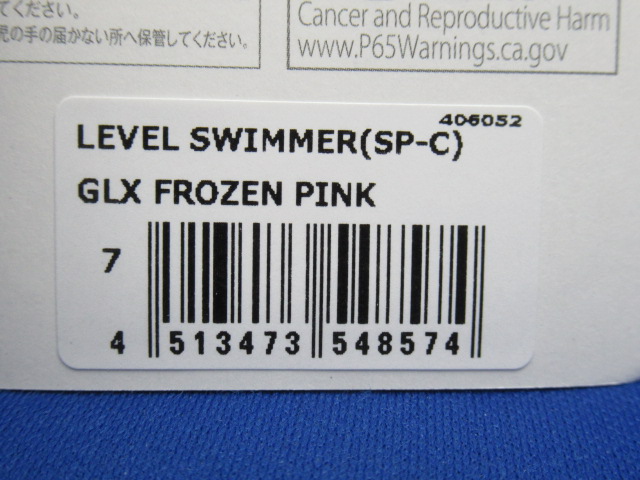 てください。
児の手の届かない所へ保管してください。
Cancer and Reproductive Harm
www.P65Warnings.ca.gov
406052
LEVEL SWIMMER(SP-C)
GLX FROZEN PINK
7
4 513473 548574